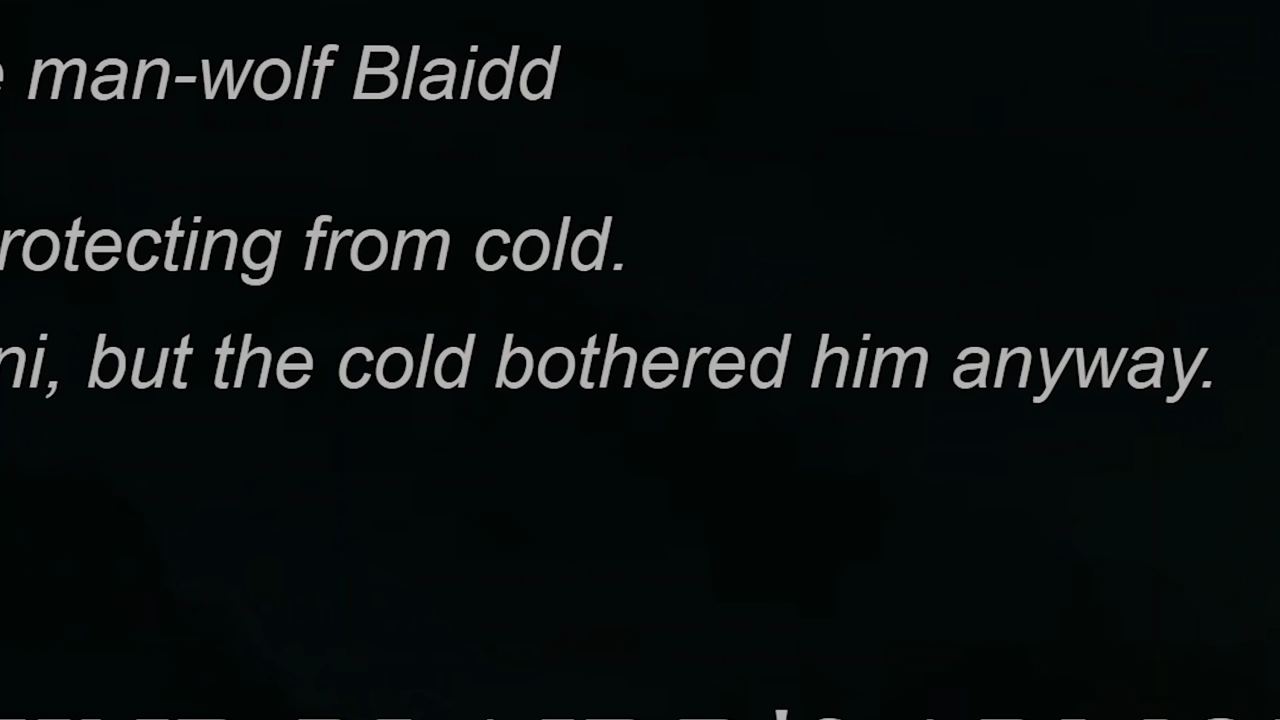 man-wolf Blaidd
rotecting from cold.
ni, but the cold bothered him anyway.